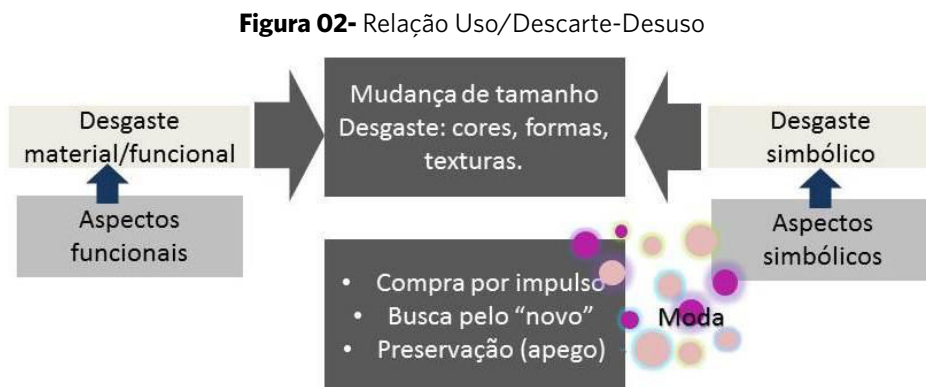 Figura 02- Relação Uso/Descarte-Desuso
Desgaste
material/funcional
Aspectos
funcionais
Mudança de tamanho
Desgaste: cores, formas,
texturas.
• Compra por impulso
• Busca pelo “novo”
• Preservação (apego)
Desgaste
simbólico
Aspectos
simbólicos
Moda